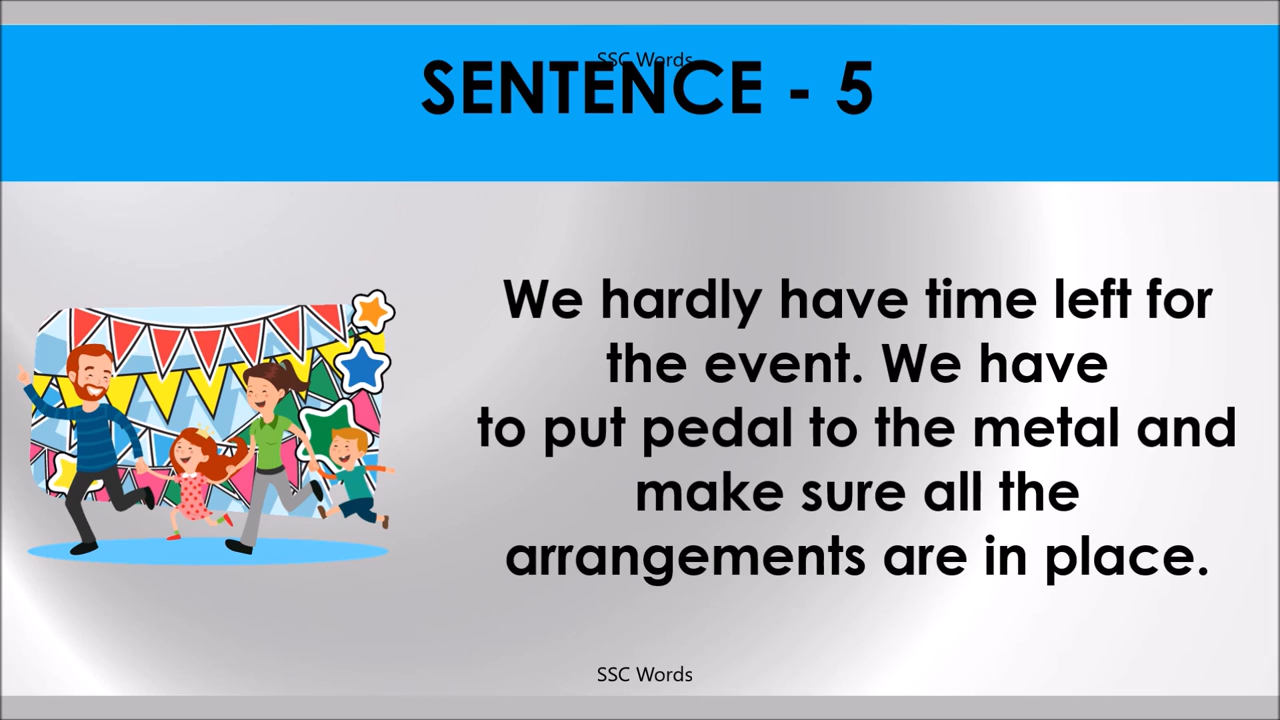 SSC Words
SENTENCE - 5
We hardly have time left for
the event. We have
to put pedal to the metal and
make sure all the
arrangements are in place.
SSC Words